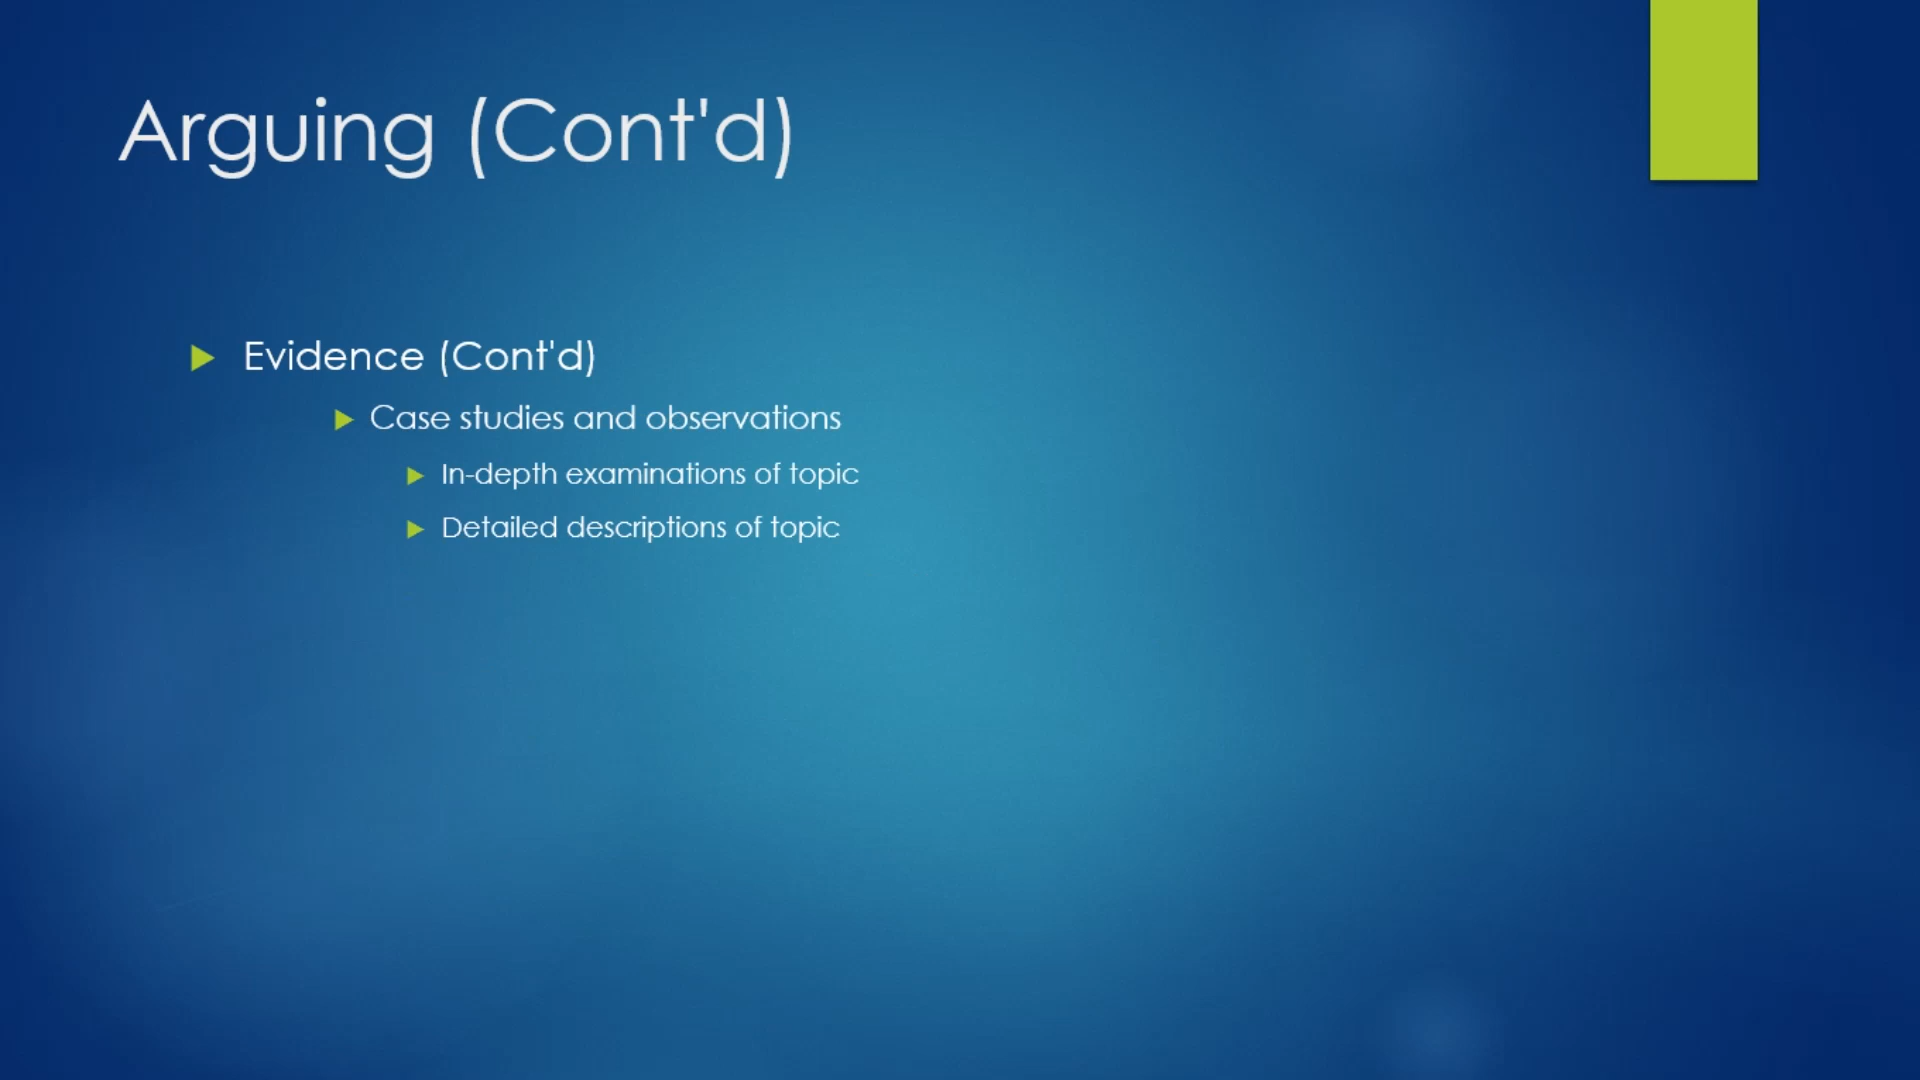 Arguing (Cont'd)
Evidence (Cont'd)
Case studies and observations
In-depth examinations of topic
Detailed descriptions of topic